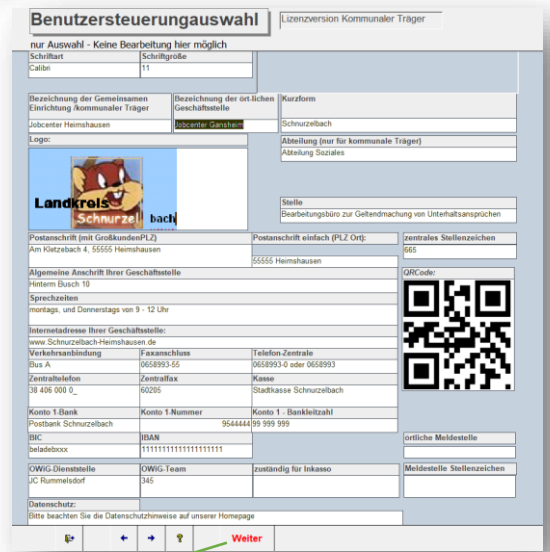 Benutzersteuerungauswahl
Lizenzversion Kommunaler Träger
nur Auswahl - Keine Bearbeitung hier möglich
Schriftart Schriftgröße
Calibri 11
Bezeichnung der Gemeinsamen Einrichtung /kommunaler Träger
Bezeichnung der ört-lichen Geschäftsstelle
Kurzform
Jobcenter Heimshausen
Jobcenter Gansheim
Schnurzelbach
Logo:
Abteilung (nur für kommunale Träger)
Abteilung Soziales
Landkreis
Schnurzel bach
Stelle
Bearbeitungsbüro zur Geltendmachung von Unterhaltsansprüchen
Postanschrift (mit GroßkundenPLZ) Postanschrift einfach (PLZ Ort): zentrales Stellenzeichen
Am Kletzebach 4, 55555 Heimshausen
55555 Heimshausen
665
Algemeine Anschrift Ihrer Geschäftsstelle
QRCode:
Hinterm Busch 10
Sprechzeiten
montags, und Donnerstags von 9 - 12 Uhr
Internetadresse Ihrer Geschäftsstelle:
www.Schnurzelbach-Heimshausen.de
Verkehrsanbindung Faxanschluss Telefon-Zentrale
Bus A 0658993-55 0658993-0 oder 0658993
Zentraltelefon Zentralfax Kasse
38 406 000 0_ 60205 Stadtkasse Schnurzelbach
Konto 1-Bank Konto 1-Nummer Konto 1 - Bankleitzahl
Postbank Schnurzelbach 9544444 99 999 999
BIC IBAN örtliche Meldestelle
beladebxxx 11111111111111111111
OWiG-Dienststelle OWiG-Team zuständig für Inkasso Meldestelle Stellenzeichen
JC Rummelsdorf 345
Datenschutz:
Bitte beachten Sie die Datenschutzhinweise auf unserer Homepage
? Weiter